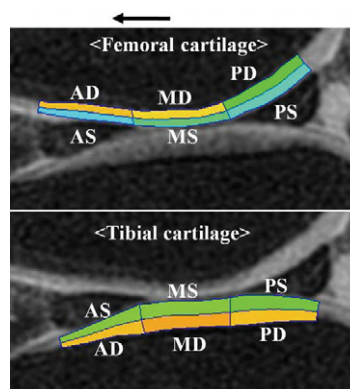 <Femoral cartilage>
AD MD PD
AS MS PS
<Tibial cartilage>
AS MS PS
AD MD PD